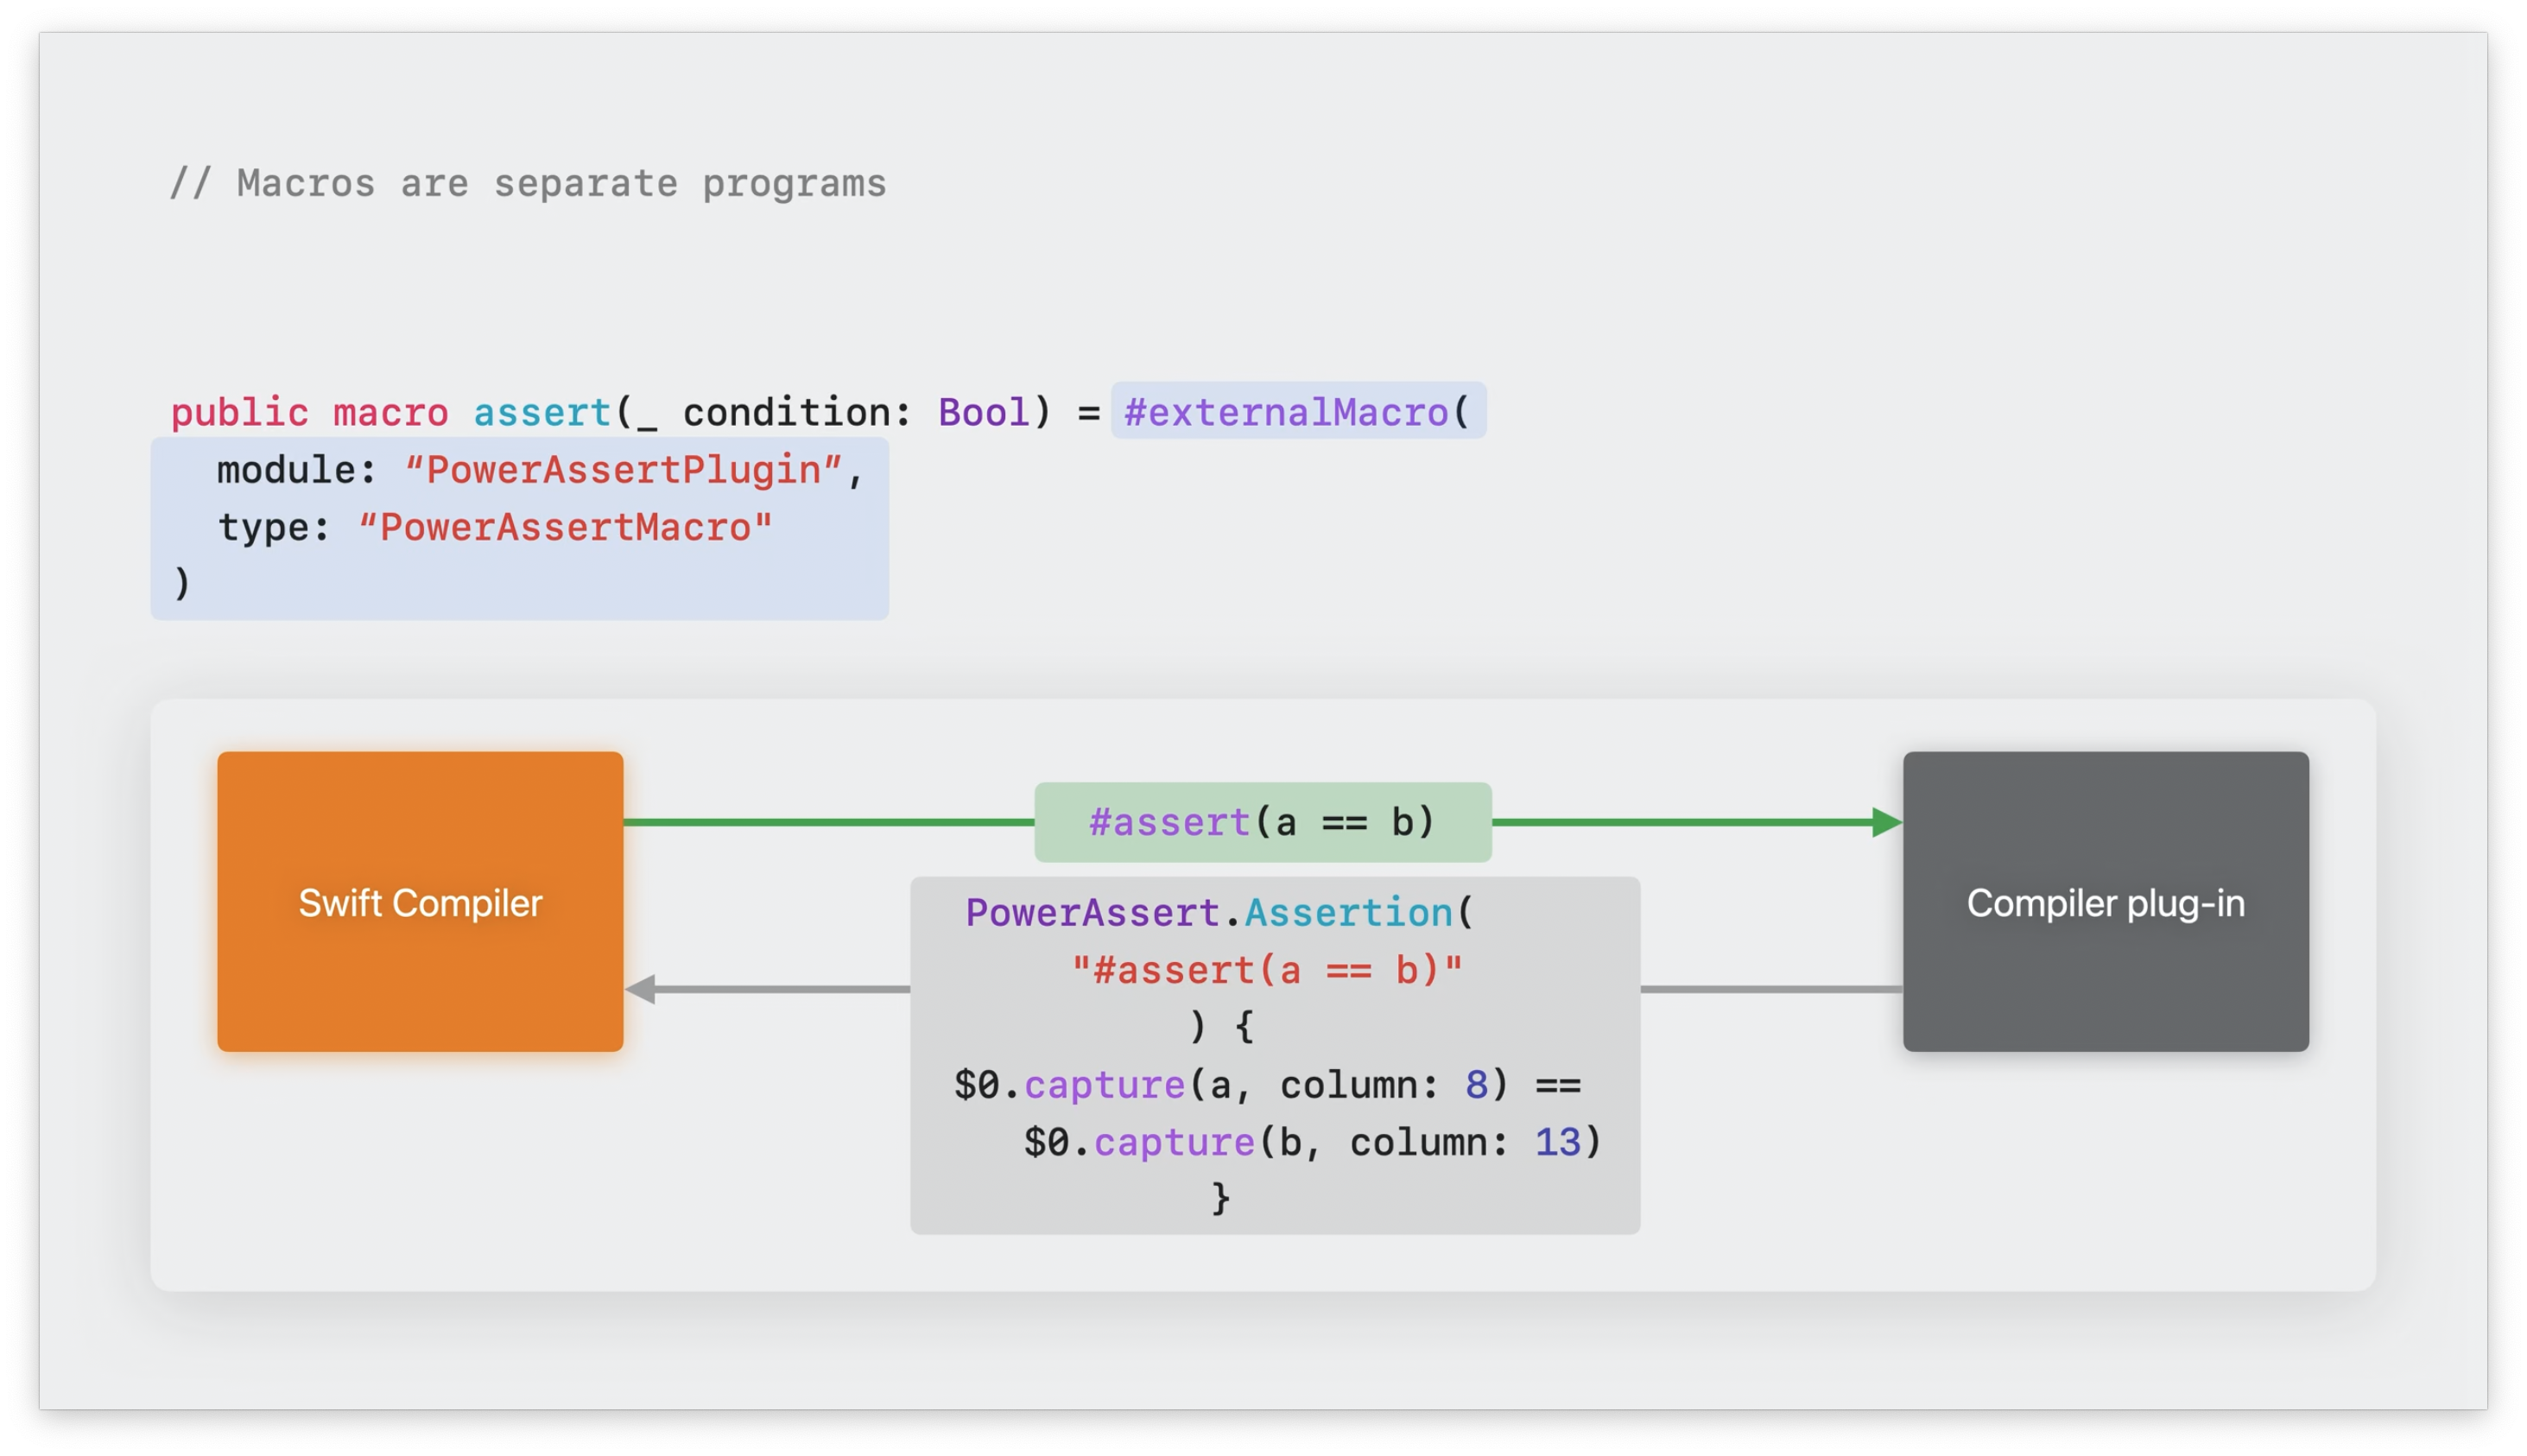 // Macros are separate programs
public macro assert(_ condition: Bool) = #externalMacro(
module: “PowerAssertPlugin”,
type: “PowerAssertMacro"
)
Swift Compiler
#assert(a == b)
PowerAssert.Assertion(
"#assert(a == b)"
) {
$0.capture(a, column: 8) ==
$0.capture(b, column: 13)
}
Compiler plug-in